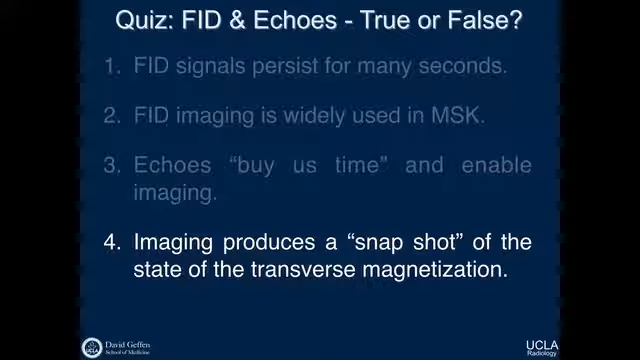 Quiz: FID & Echoes - True or False?
1. FID signals persist for many seconds.
2. FID imaging is widely used in MSK.
3. Echoes “buy us time” and enable
imaging.
4. Imaging produces a “snap shot” of the
state of the transverse magnetization.
UCLA
David Geffen
School of Medicine
UCLA
Radiology